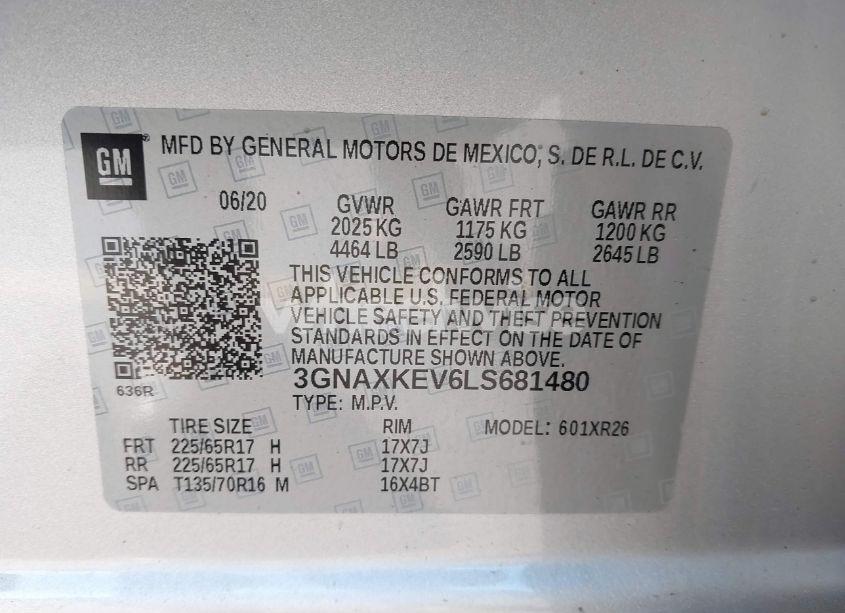 GM
MFD BY GENERAL MOTORS DE MEXICO, S. DE R.L. DE C.V.
06/20 GVWR GAWR FRT GAWR RR
2025 KG 1175 KG 1200 KG
4464 LB 2590 LB 2645 LB
THIS VEHICLE CONFORMS TO ALL
APPLICABLE U.S. FEDERAL MOTOR
VEHICLE SAFETY AND THEFT PREVENTION
STANDARDS IN EFFECT ON THE DATE OF
MANUFACTURE SHOWN ABOVE.
636R
3GNAXKEV6LS681480
TYPE: M.P.V.
TIRE SIZE RIM MODEL: 601XR26
FRT 225/65R17 H 17X7J
RR 225/65R17 H 17X7J
SPA T135/70R16 M 16X4BT